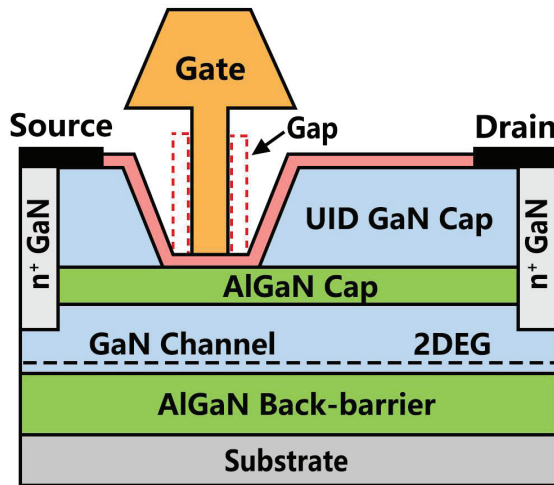 Gate
Source
Gap
Drain
n⁺ GaN
UID GaN Cap
n⁺ GaN
AlGaN Cap
GaN Channel
2DEG
AlGaN Back-barrier
Substrate